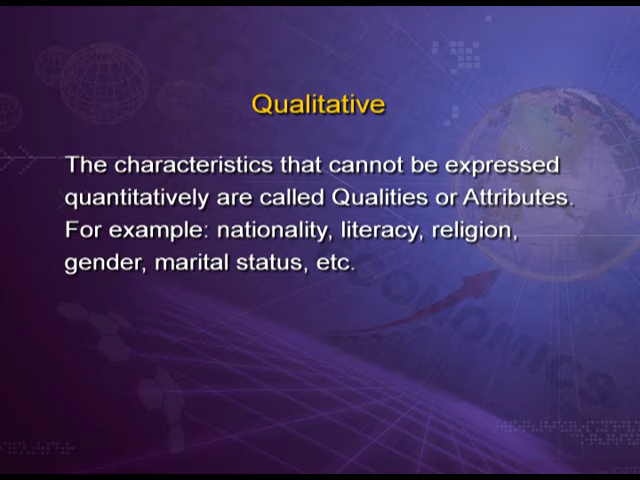 Qualitative
The characteristics that cannot be expressed
quantitatively are called Qualities or Attributes.
For example: nationality, literacy, religion,
gender, marital status, etc.
ECONOMICS